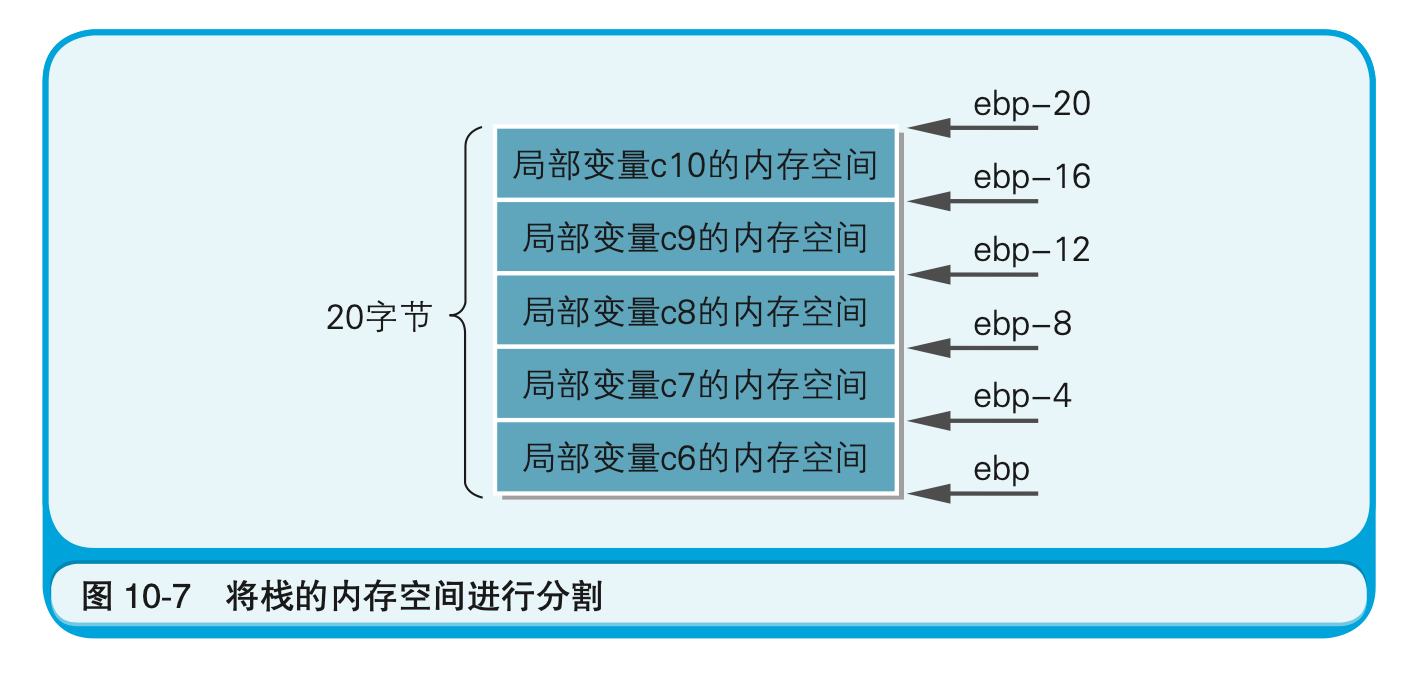 ebp–20
局部变量c10的内存空间
ebp–16
局部变量c9的内存空间
ebp–12
局部变量c8的内存空间
20字节
ebp–8
局部变量c7的内存空间
ebp–4
局部变量c6的内存空间
ebp
图 10-7 将栈的内存空间进行分割